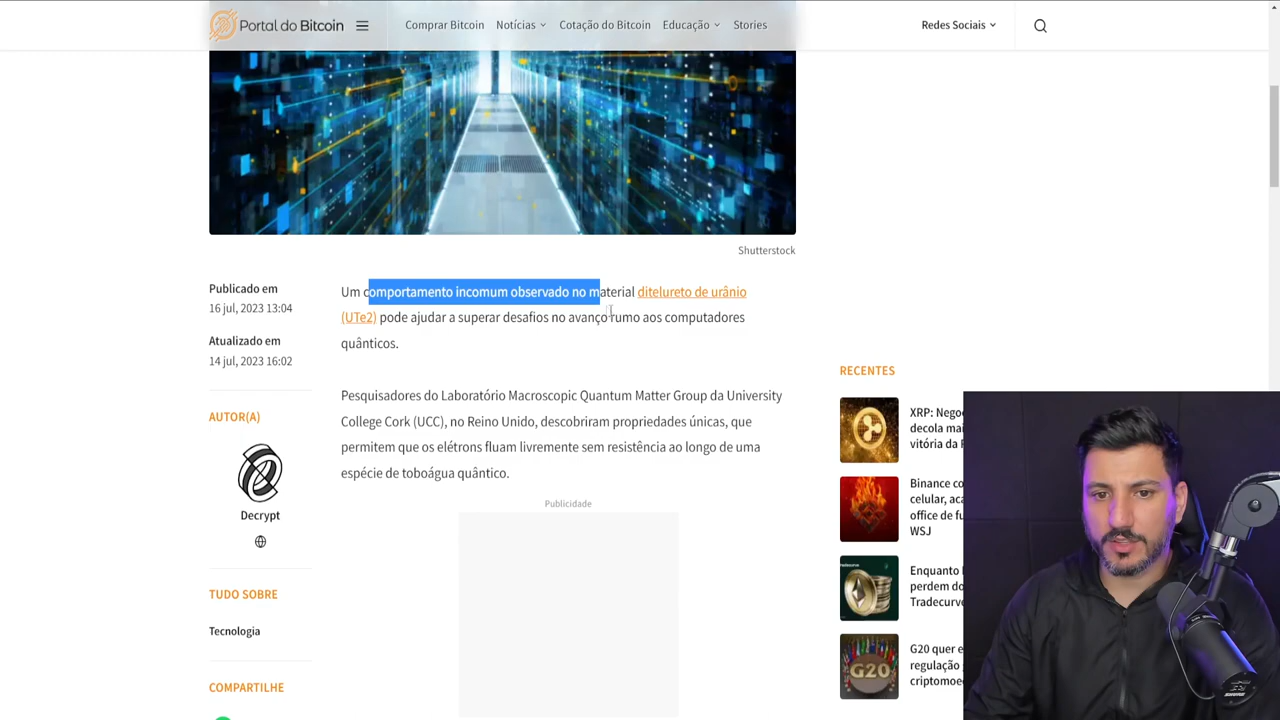 Portal do Bitcoin
Comprar Bitcoin
Notícias
Cotação do Bitcoin
Educação
Stories
Redes Sociais
Shutterstock
Publicado em
16 jul, 2023 13:04
Atualizado em
14 jul, 2023 16:02
AUTOR(A)
Decrypt
TUDO SOBRE
Tecnologia
COMPARTILHE
Um comportamento incomum observado no material ditelureto de urânio
(UTe2) pode ajudar a superar desafios no avanço rumo aos computadores
quânticos.
Pesquisadores do Laboratório Macroscopic Quantum Matter Group da University
College Cork (UCC), no Reino Unido, descobriram propriedades únicas, que
permitem que os elétrons fluam livremente sem resistência ao longo de uma
espécie de toboágua quântico.
Publicidade
RECENTES
XRP: Nego
decola mai
vitória da
Binance co
celular, aca
office de fu
WSJ
Enquanto
perdem do
Tradecurve
G20 quer e
regulação
criptomoe
G20